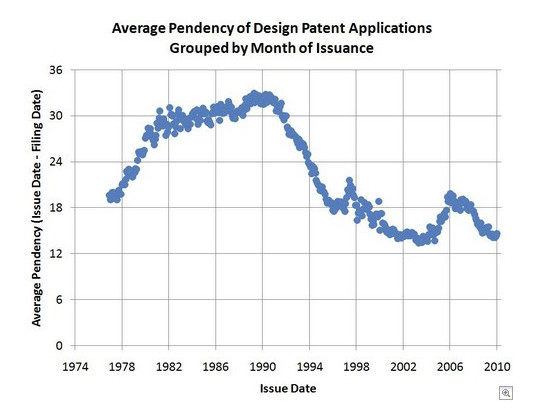 Average Pendency of Design Patent Applications
Grouped by Month of Issuance
Average Pendency (Issue Date - Filing Date)
36
30
24
18
12
6
0
1974 1978 1982 1986 1990 1994 1998 2002 2006 2010
Issue Date